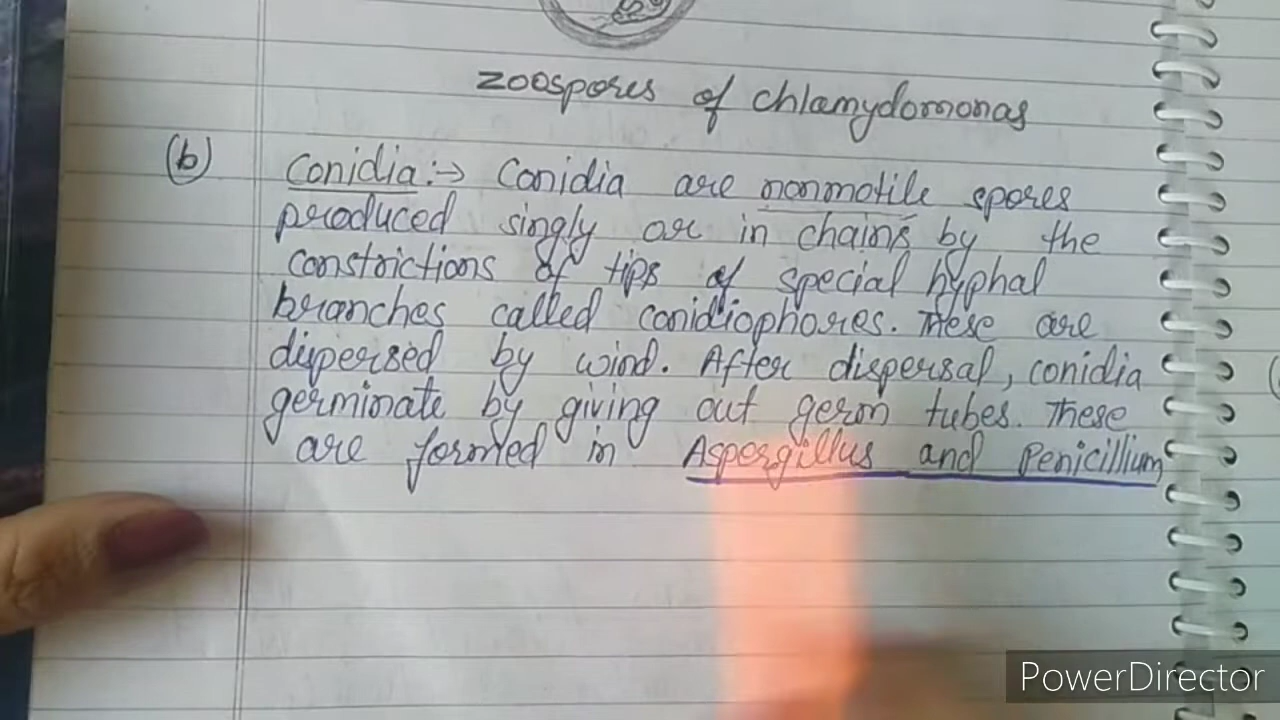 zoospores of chlamydomonas
(b) Conidia :→ Conidia are nonmotile spores
produced singly or in chains by the
constrictions of tips of special hyphal
branches called conidiophores. These are
dispersed by wind. After dispersal, conidia
germinate by giving out germ tubes. These
are formed in Aspergillus and Penicillium
PowerDirector